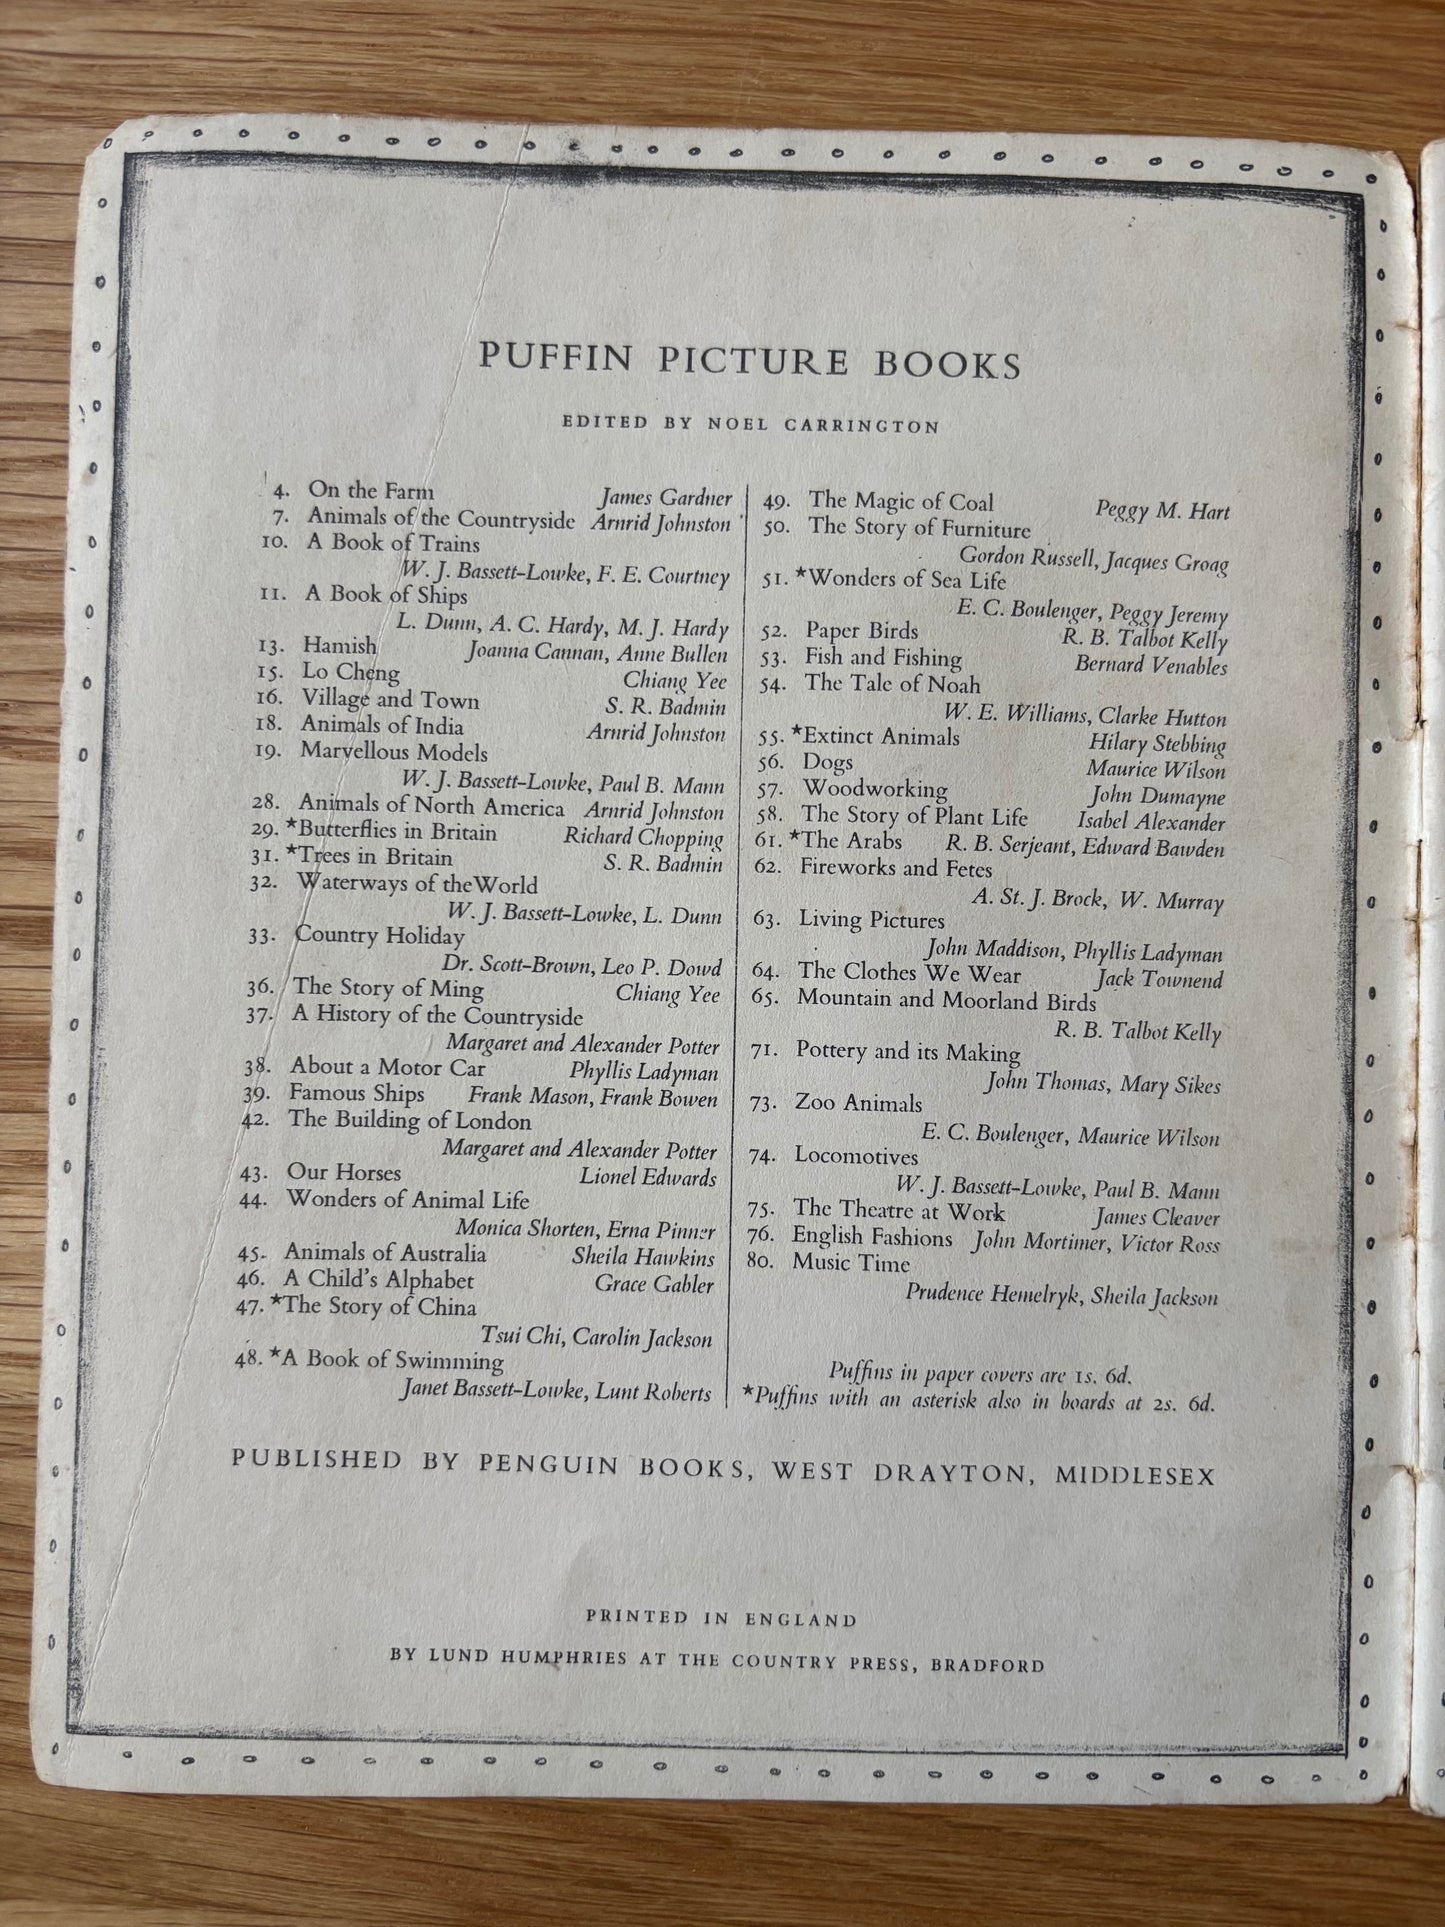 PUFFIN PICTURE BOOKS
EDITED BY NOEL CARRINGTON
4. On the Farm James Gardner
7. Animals of the Countryside Arnrid Johnston
10. A Book of Trains
W. J. Bassett-Lowke, F. E. Courtney
11. A Book of Ships
L. Dunn, A. C. Hardy, M. J. Hardy
13. Hamish Joanna Cannan, Anne Bullen
15. Lo Cheng Chiang Yee
16. Village and Town S. R. Badmin
18. Animals of India Arnrid Johnston
19. Marvellous Models
W. J. Bassett-Lowke, Paul B. Mann
28. Animals of North America Arnrid Johnston
29. *Butterflies in Britain Richard Chopping
31. *Trees in Britain S. R. Badmin
32. Waterways of theWorld
W. J. Bassett-Lowke, L. Dunn
33. Country Holiday
Dr. Scott-Brown, Leo P. Dowd
36. The Story of Ming Chiang Yee
37. A History of the Countryside
Margaret and Alexander Potter
38. About a Motor Car Phyllis Ladyman
39. Famous Ships Frank Mason, Frank Bowen
42. The Building of London
Margaret and Alexander Potter
43. Our Horses Lionel Edwards
44. Wonders of Animal Life
Monica Shorten, Erna Pinner
45. Animals of Australia Sheila Hawkins
46. A Child's Alphabet Grace Gabler
47. *The Story of China
Tsui Chi, Carolin Jackson
48. *A Book of Swimming
Janet Bassett-Lowke, Lunt Roberts
49. The Magic of Coal Peggy M. Hart
50. The Story of Furniture
Gordon Russell, Jacques Groag
51. *Wonders of Sea Life
E. C. Boulenger, Peggy Jeremy
52. Paper Birds R. B. Talbot Kelly
53. Fish and Fishing Bernard Venables
54. The Tale of Noah
W. E. Williams, Clarke Hutton
55. *Extinct Animals Hilary Stebbing
56. Dogs Maurice Wilson
57. Woodworking John Dumayne
58. The Story of Plant Life Isabel Alexander
61. *The Arabs R. B. Serjeant, Edward Bawden
62. Fireworks and Fetes
A. St. J. Brock, W. Murray
63. Living Pictures
John Maddison, Phyllis Ladyman
64. The Clothes We Wear Jack Townend
65. Mountain and Moorland Birds
R. B. Talbot Kelly
71. Pottery and its Making
John Thomas, Mary Sikes
73. Zoo Animals
E. C. Boulenger, Maurice Wilson
74. Locomotives
W. J. Bassett-Lowke, Paul B. Mann
75. The Theatre at Work James Cleaver
76. English Fashions John Mortimer, Victor Ross
80. Music Time
Prudence Hemelryk, Sheila Jackson
Puffins in paper covers are 1s. 6d.
*Puffins with an asterisk also in boards at 2s. 6d.
PUBLISHED BY PENGUIN BOOKS, WEST DRAYTON, MIDDLESEX
PRINTED IN ENGLAND
BY LUND HUMPHRIES AT THE COUNTRY PRESS, BRADFORD